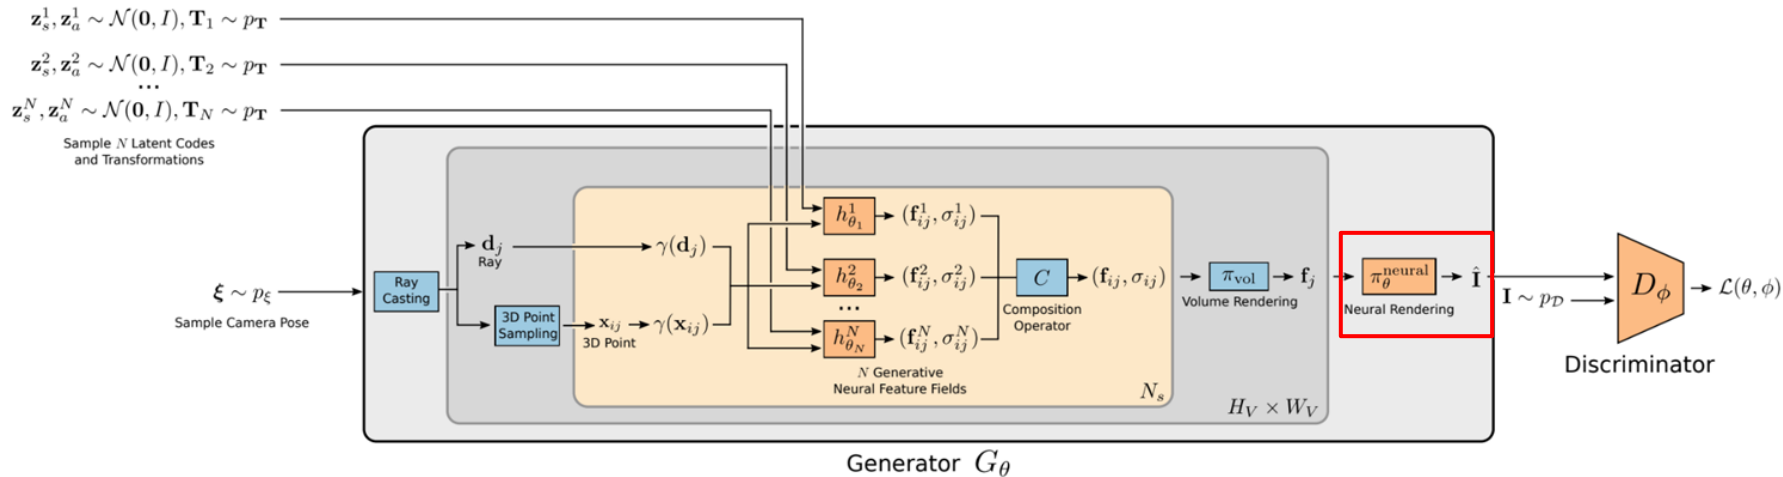 z_s^1, z_a^1 ∼ N(0, I), T_1 ∼ p_T
z_s^2, z_a^2 ∼ N(0, I), T_2 ∼ p_T
...
z_s^N, z_a^N ∼ N(0, I), T_N ∼ p_T
Sample N Latent Codes
and Transformations
ξ ∼ p_ξ
Sample Camera Pose
Ray
Casting
d_j
Ray
3D Point
Sampling
x_ij
3D Point
γ(d_j)
γ(x_ij)
h_θ_1^1
(f_ij^1, σ_ij^1)
h_θ_2^2
(f_ij^2, σ_ij^2)
...
h_θ_N^N
(f_ij^N, σ_ij^N)
N Generative
Neural Feature Fields
C
Composition
Operator
(f_ij, σ_ij)
N_s
π_vol
Volume Rendering
f_j
H_V × W_V
π_θ^neural
Î
Neural Rendering
I ∼ p_D
D_ϕ
Discriminator
L(θ, ϕ)
Generator G_θ